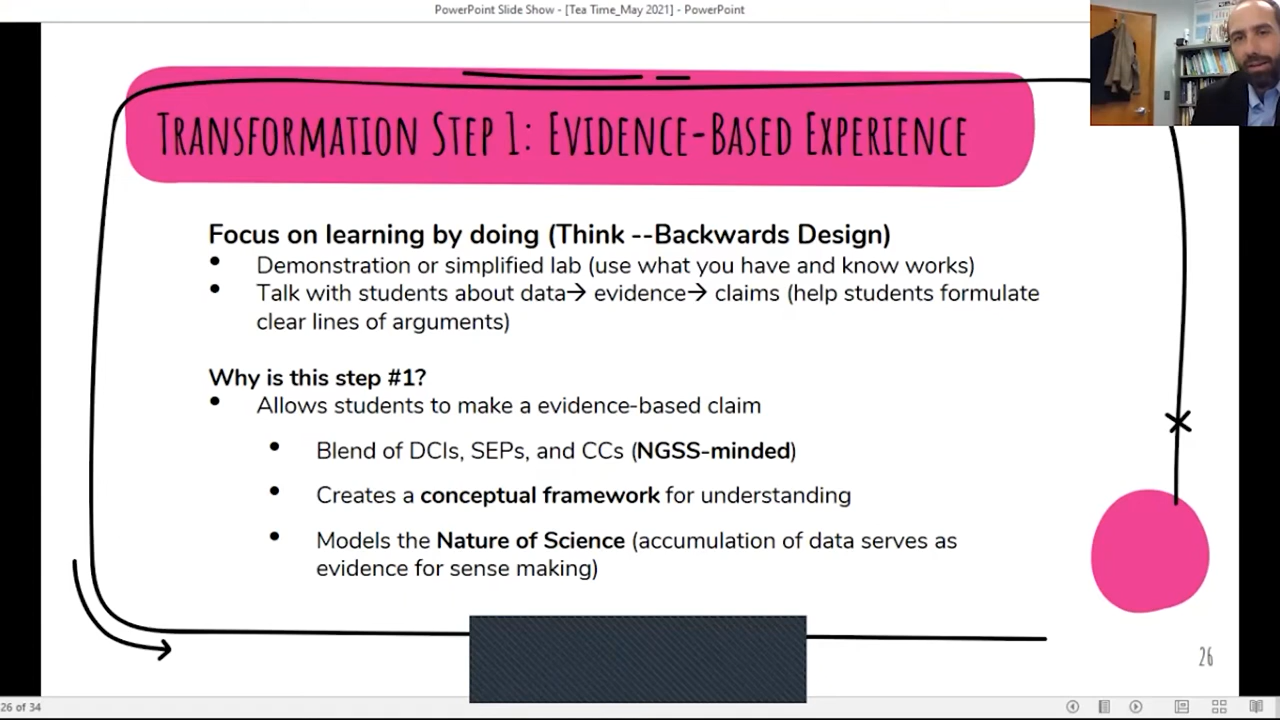 PowerPoint Slide Show - [Tea Time_May 2021] - PowerPoint
Transformation Step 1: Evidence-Based Experience
Focus on learning by doing (Think --Backwards Design)
• Demonstration or simplified lab (use what you have and know works)
• Talk with students about data→ evidence→ claims (help students formulate
clear lines of arguments)
Why is this step #1?
• Allows students to make a evidence-based claim
• Blend of DCIs, SEPs, and CCs (NGSS-minded)
• Creates a conceptual framework for understanding
• Models the Nature of Science (accumulation of data serves as
evidence for sense making)
26
26 of 34